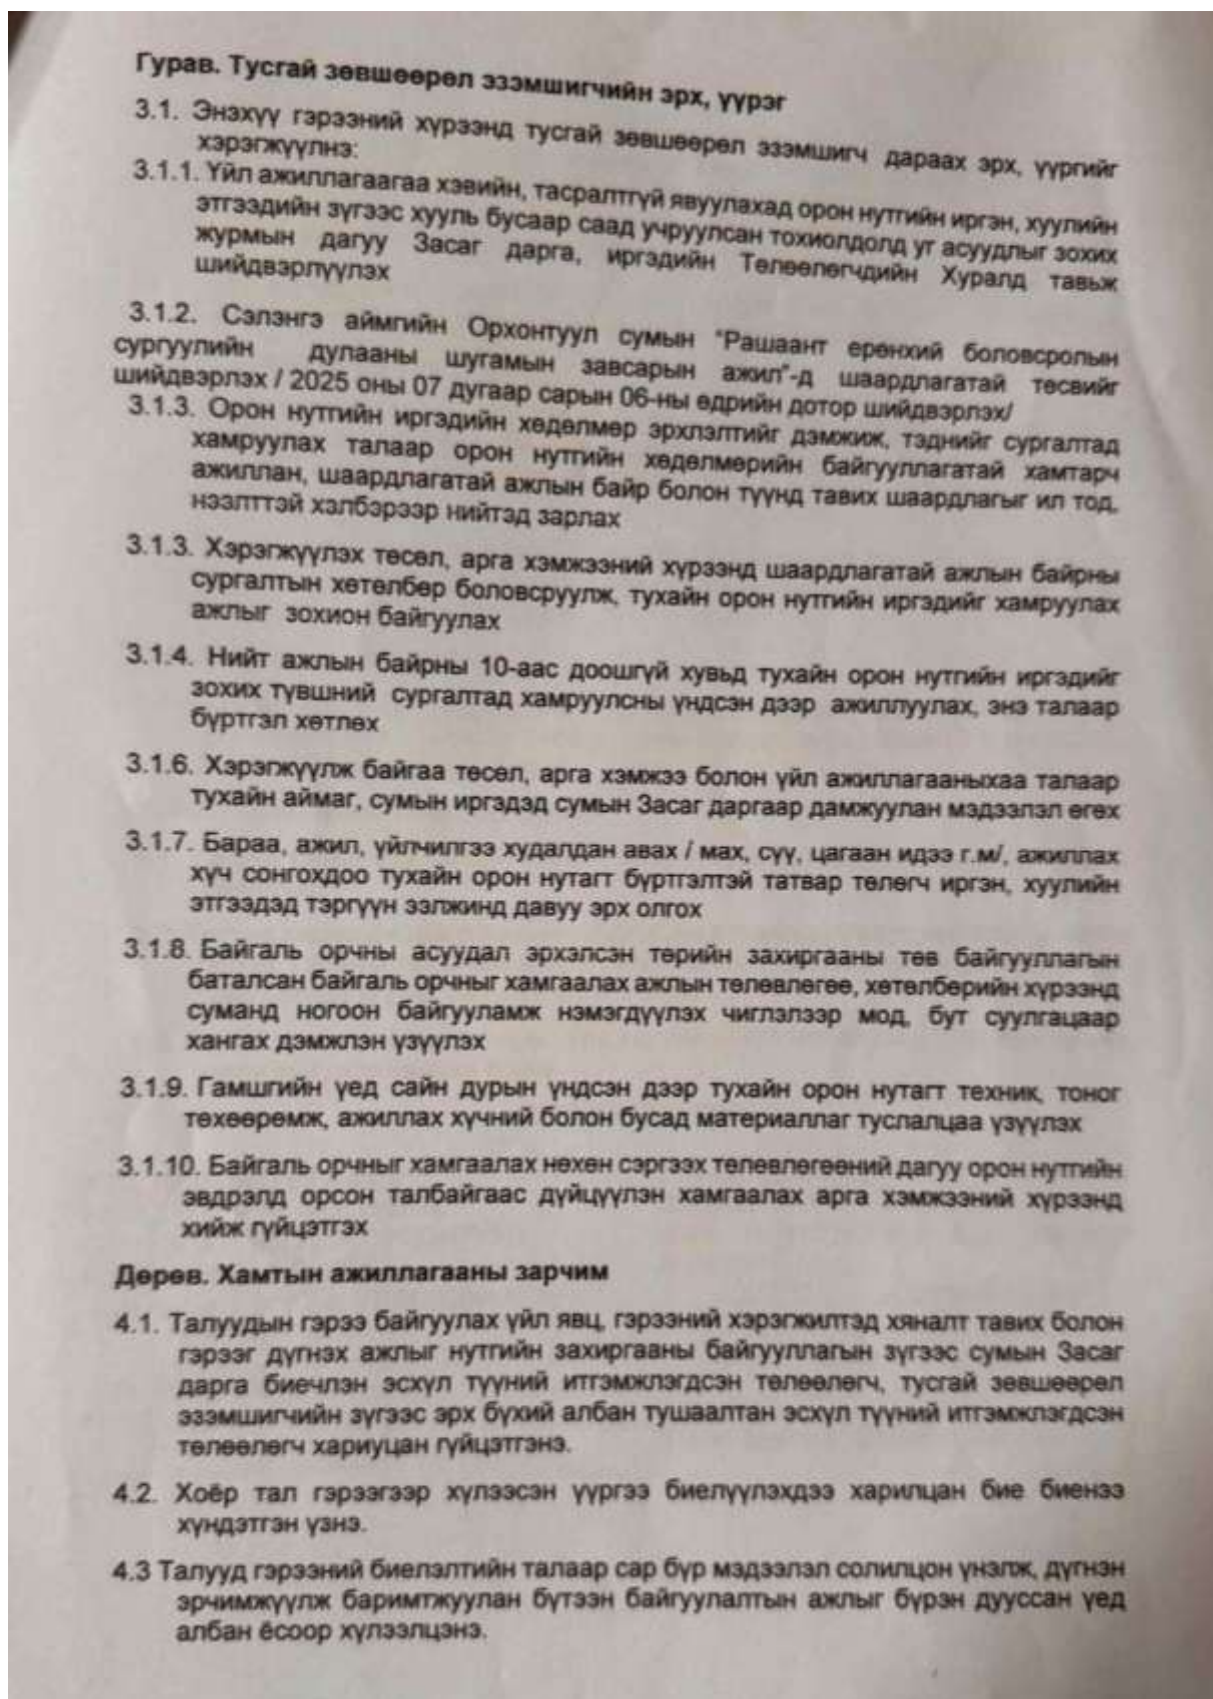 Гурав. Тусгай зөвшөөрөл эзэмшигчийн эрх, үүрэг
3.1. Энэхүү гэрээний хүрээнд тусгай зөвшөөрөл эзэмшигч дараах эрх, үүргийг
хэрэгжүүлнэ:
3.1.1. Үйл ажиллагаагаа хэвийн, тасралтгүй явуулахад орон нутгийн иргэн, хуулийн
этгээдийн зүгээс хууль бусаар саад учруулсан тохиолдолд уг асуудлыг зохих
журмын дагуу Засаг дарга, иргэдийн Төлөөлөгчдийн Хуралд тавьж
шийдвэрлүүлэх
3.1.2. Сэлэнгэ аймгийн Орхонтуул сумын "Рашаант ерөнхий боловсролын
сургуулийн дулааны шугамын завсарын ажил"-д шаардлагатай төсвийг
шийдвэрлэх / 2025 оны 07 дугаар сарын 06-ны өдрийн дотор шийдвэрлэх/
3.1.3. Орон нутгийн иргэдийн хөдөлмөр эрхлэлтийг дэмжиж, тэднийг сургалтад
хамруулах талаар орон нутгийн хөдөлмөрийн байгууллагатай хамтарч
ажиллан, шаардлагатай ажлын байр болон түүнд тавих шаардлагыг ил тод,
нээлттэй хэлбэрээр нийтэд зарлах
3.1.3. Хэрэгжүүлэх төсөл, арга хэмжээний хүрээнд шаардлагатай ажлын байрны
сургалтын хөтөлбөр боловсруулж, тухайн орон нутгийн иргэдийг хамруулах
ажлыг зохион байгуулах
3.1.4. Нийт ажлын байрны 10-аас доошгүй хувьд тухайн орон нутгийн иргэдийг
зохих түвшний сургалтад хамруулсны үндсэн дээр ажиллуулах, энэ талаар
бүртгэл хөтлөх
3.1.6. Хэрэгжүүлж байгаа төсөл, арга хэмжээ болон үйл ажиллагааныхаа талаар
тухайн аймаг, сумын иргэдэд сумын Засаг даргаар дамжуулан мэдээлэл өгөх
3.1.7. Бараа, ажил, үйлчилгээ худалдан авах / мах, сүү, цагаан идээ г.м/, ажиллах
хүч сонгохдоо тухайн орон нутагт бүртгэлтэй татвар төлөгч иргэн, хуулийн
этгээдэд тэргүүн ээлжинд давуу эрх олгох
3.1.8. Байгаль орчны асуудал эрхэлсэн төрийн захиргааны төв байгууллагын
баталсан байгаль орчныг хамгаалах ажлын төлөвлөгөө, хөтөлбөрийн хүрээнд
суманд ногоон байгууламж нэмэгдүүлэх чиглэлээр мод, бут суулгацаар
хангах дэмжлэн үзүүлэх
3.1.9. Гамшгийн үед сайн дурын үндсэн дээр тухайн орон нутагт техник, тоног
төхөөрөмж, ажиллах хүчний болон бусад материаллаг туслалцаа үзүүлэх
3.1.10. Байгаль орчныг хамгаалах нөхөн сэргээх төлөвлөгөөний дагуу орон нутгийн
эвдрэлд орсон талбайгаас дүйцүүлэн хамгаалах арга хэмжээний хүрээнд
хийж гүйцэтгэх
Дөрөв. Хамтын ажиллагааны зарчим
4.1. Талуудын гэрээ байгуулах үйл явц, гэрээний хэрэгжилтэд хяналт тавих болон
гэрээг дүгнэх ажлыг нутгийн захиргааны байгууллагын зүгээс сумын Засаг
дарга биечлэн эсхүл түүний итгэмжлэгдсэн төлөөлөгч, тусгай зөвшөөрөл
эзэмшигчийн зүгээс эрх бүхий албан тушаалтан эсхүл түүний итгэмжлэгдсэн
төлөөлөгч хариуцан гүйцэтгэнэ.
4.2. Хоёр тал гэрээгээр хүлээсэн үүргээ биелүүлэхдээ харилцан бие биенээ
хүндэтгэн үзнэ.
4.3 Талууд гэрээний биелэлтийн талаар сар бүр мэдээлэл солилцон үнэлж, дүгнэн
эрчимжүүлж баримтжуулан бүтээн байгуулалтын ажлыг бүрэн дууссан үед
албан ёсоор хүлээлцэнэ.